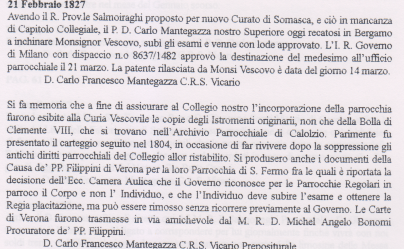 21 Febbraio 1827
Avendo il R. Prov.le Salmoiraghi proposto per nuovo Curato di Somasca, e ciò in mancanza
di Capitolo Collegiale, il P. D. Carlo Mantegazza nostro Superiore oggi recatosi in Bergamo
a inchinare Monsignor Vescovo, subì gli esami e venne con lode approvato. L'I. R. Governo
di Milano con dispaccio n.o 8637/1482 approvò la destinazione del medesimo all'ufficio
parrocchiale il 21 marzo. La patente rilasciata da Monsi Vescovo è data del giorno 14 marzo.
D. Carlo Francesco Mantegazza C.R.S. Vicario
Si fa memoria che a fine di assicurare al Collegio nostro l'incorporazione della parrocchia
furono esibite alla Curia Vescovile le copie degli Istromenti originarii, non che della Bolla di
Clemente VIII, che si trovano nell'Archivio Parrocchiale di Calolzio. Parimente fu
presentato il carteggio seguito nel 1804, in occasione di far rivivere dopo la soppressione gli
antichi diritti parrocchiali del Collegio allor ristabilito. Si produsero anche i documenti della
Causa de' PP. Filippini di Verona per la loro Parrocchia di S. Fermo fra le quali è riportata la
decisione dell'Ecc. Camera Aulica che il Governo riconosce per le Parrocchie Regolari in
parroco il Corpo e non l' Individuo, e che l'Individuo deve subire l'esame e ottenere la
Regia placitazione, ma può essere rimosso senza ricorrere previamente al Governo. Le Carte
di Verona furono trasmesse in via amichevole dal M. R. D. Michel Angelo Bonomi
Procuratore de' PP. Filippini.
D. Carlo Francesco Mantegazza C.R.S. Vicario Prepositurale